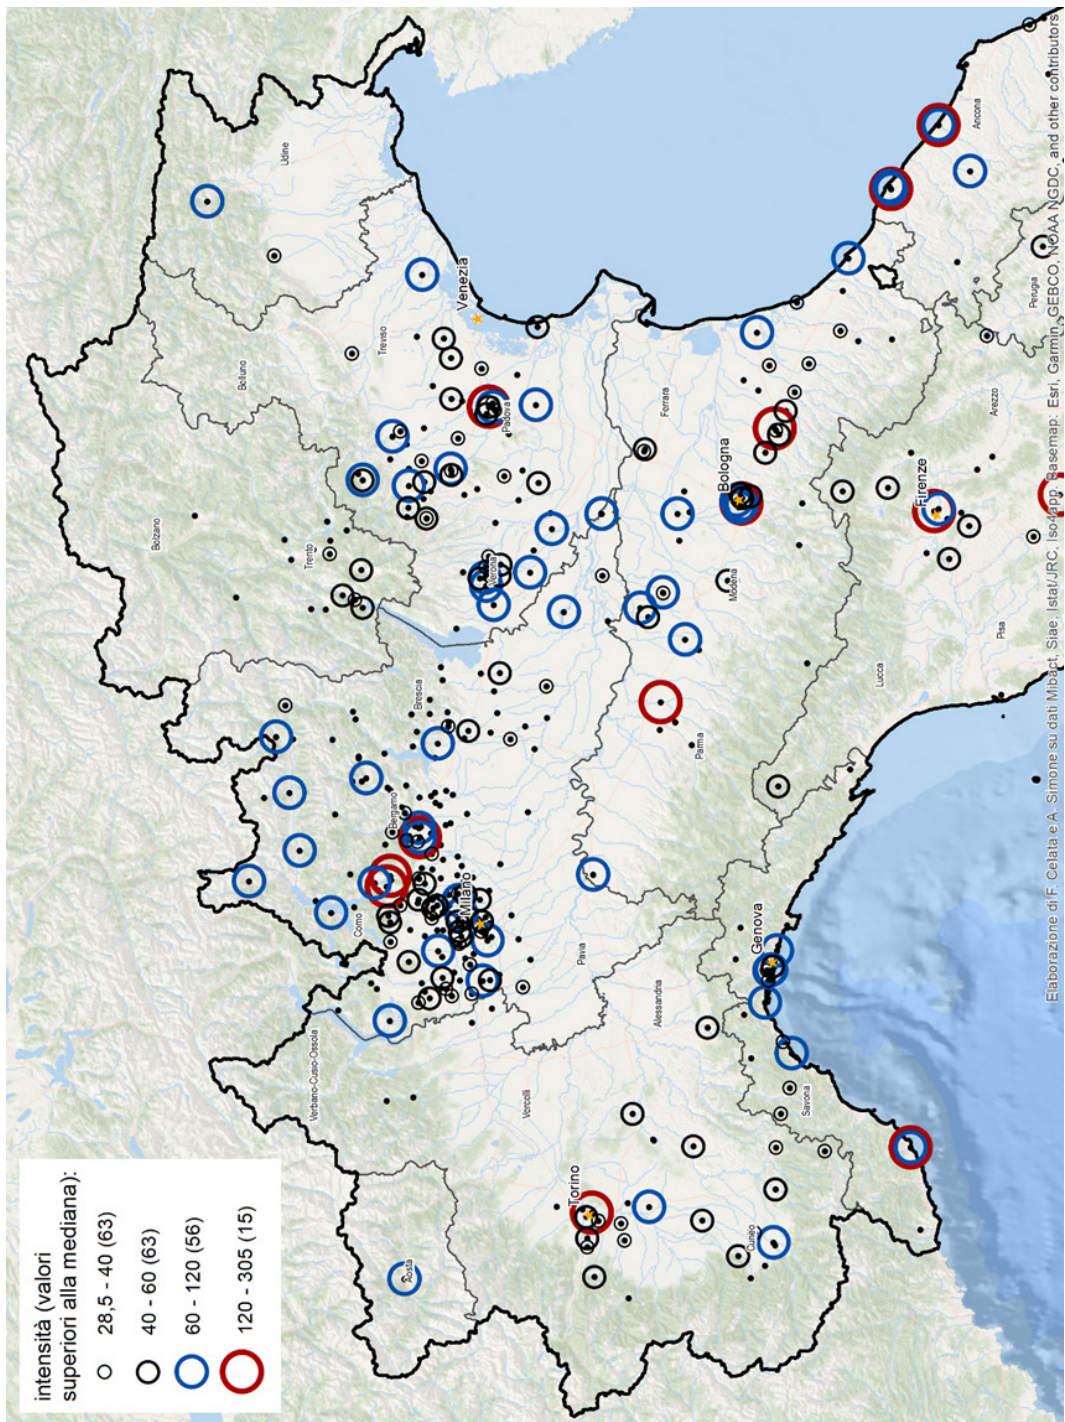 intensità (valori
superiori alla mediana):
28,5 - 40 (63)
40 - 60 (63)
60 - 120 (56)
120 - 305 (15)
Aosta
Verbano-Cusio-Ossola
Vercelli
Torino
Cuneo
Savona
Alessandria
Genova
Pavia
Como
Milano
Bergamo
Brescia
Bolzano
Trento
Verona
Belluno
Udine
Treviso
Venezia
Padova
Ferrara
Bologna
Modena
Parma
Lucca
Pisa
Firenze
Arezzo
Perugia
Ancona
Elaborazione di F. Celata e A. Simone su dati Mibact, Siae, Istat/JRC, Iso4app. Basemap: Esri, Garmin, GEBCO, NOAA NGDC, and other contributors